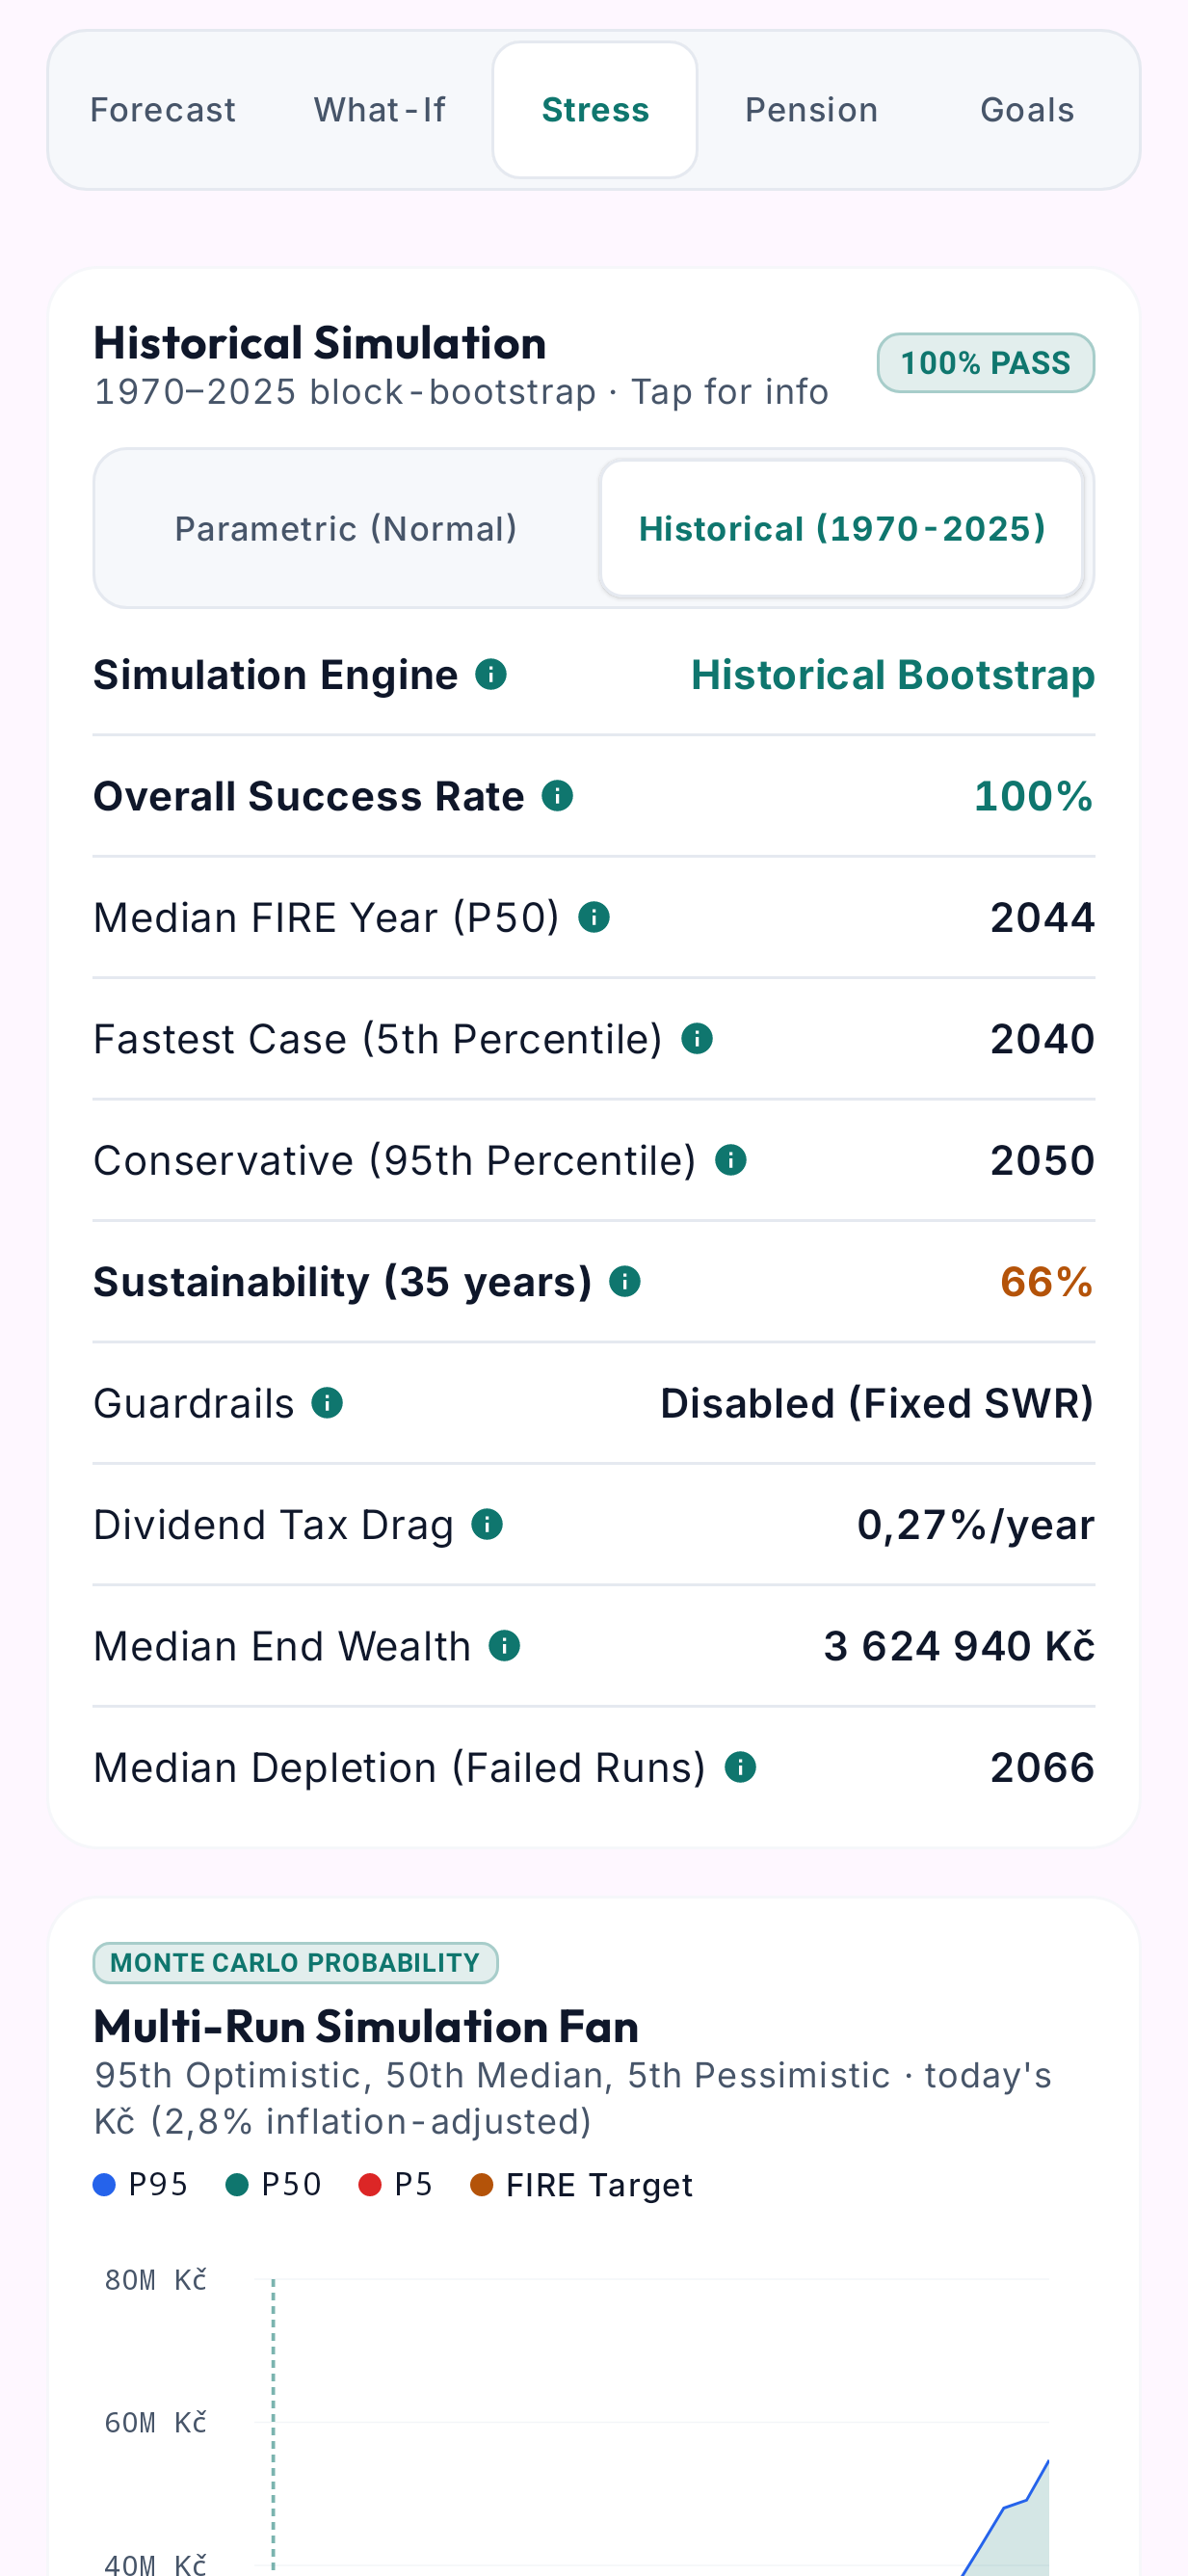 Forecast What-If Stress Pension Goals
Historical Simulation
100% PASS
1970–2025 block-bootstrap · Tap for info
Parametric (Normal) Historical (1970-2025)
Simulation Engine Historical Bootstrap
Overall Success Rate 100%
Median FIRE Year (P50) 2044
Fastest Case (5th Percentile) 2040
Conservative (95th Percentile) 2050
Sustainability (35 years) 66%
Guardrails Disabled (Fixed SWR)
Dividend Tax Drag 0,27%/year
Median End Wealth 3 624 940 Kč
Median Depletion (Failed Runs) 2066
MONTE CARLO PROBABILITY
Multi-Run Simulation Fan
95th Optimistic, 50th Median, 5th Pessimistic · today's
Kč (2,8% inflation-adjusted)
P95 P50 P5 FIRE Target
80M Kč
60M Kč
40M Kč